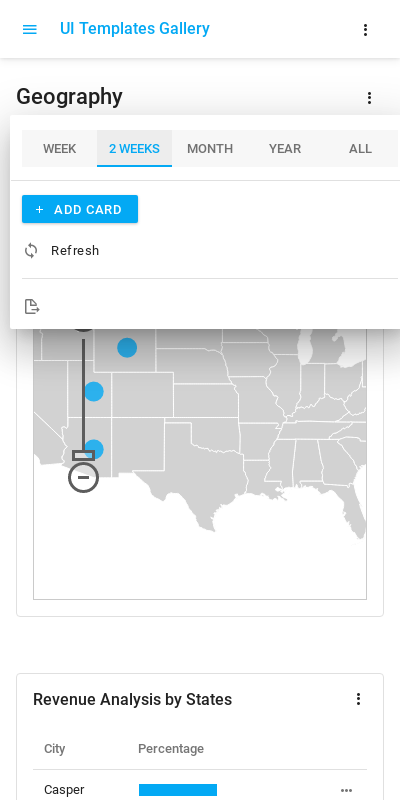 UI Templates Gallery
Geography
WEEK 2 WEEKS MONTH YEAR ALL
+ ADD CARD
Refresh
Revenue Analysis by States
City Percentage
Casper